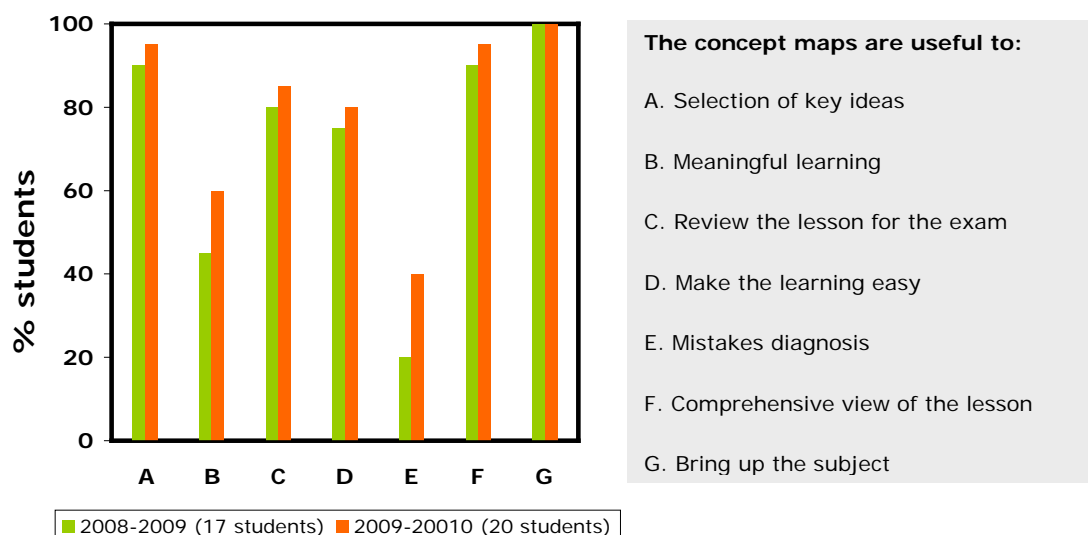 100
80
60
40
20
0
% students
A B C D E F G
2008-2009 (17 students) 2009-20010 (20 students)
The concept maps are useful to:
A. Selection of key ideas
B. Meaningful learning
C. Review the lesson for the exam
D. Make the learning easy
E. Mistakes diagnosis
F. Comprehensive view of the lesson
G. Bring up the subject